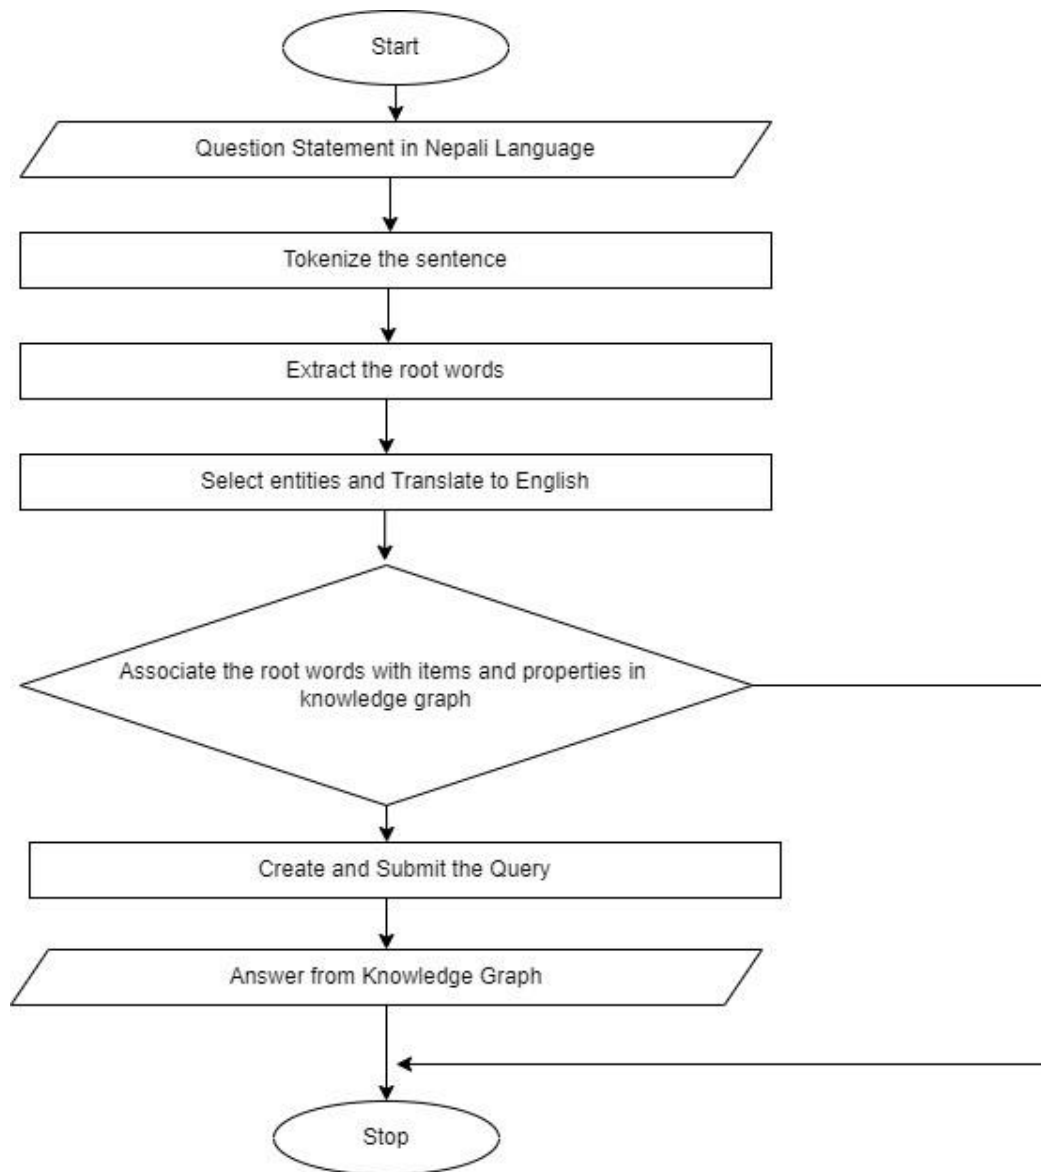 Start
Question Statement in Nepali Language
Tokenize the sentence
Extract the root words
Select entities and Translate to English
Associate the root words with items and properties in
knowledge graph
Create and Submit the Query
Answer from Knowledge Graph
Stop